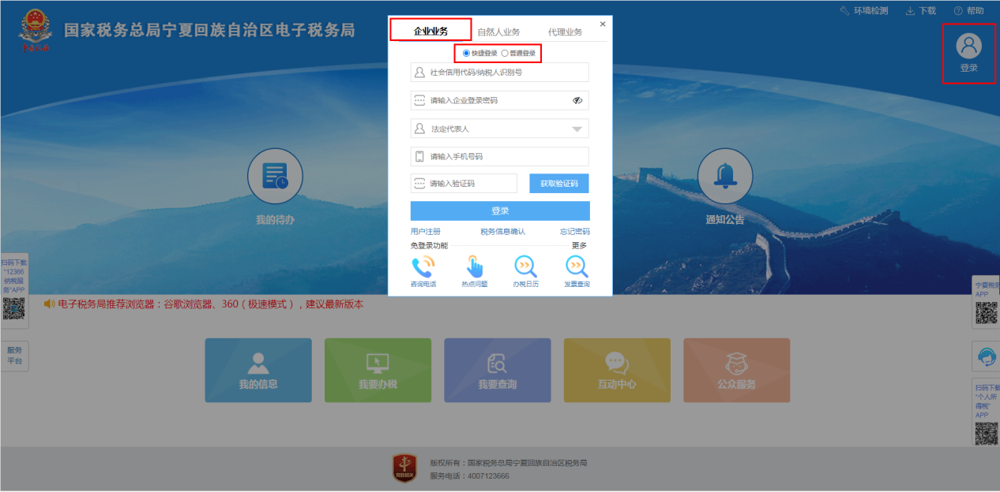 环境检测 下载 帮助
国家税务总局宁夏回族自治区电子税务局
登录
企业业务 自然人业务 代理业务
快捷登录 普通登录
社会信用代码/纳税人识别号
请输入企业登录密码
法定代表人
请输入手机号码
请输入验证码 获取验证码
登录
用户注册 税务信息确认 忘记密码
免登录功能 更多
咨询电话 热点问题 办税日历 发票查询
我的待办
通知公告
扫码下载
"12366
纳税服
务"APP
服务
平台
宁夏税务
APP
扫码下载
"个人所
得税"
APP
电子税务局推荐浏览器：谷歌浏览器、360（极速模式），建议最新版本
我的信息 我要办税 我要查询 互动中心 公众服务
版权所有：国家税务总局宁夏回族自治区税务局
服务电话：4007123666